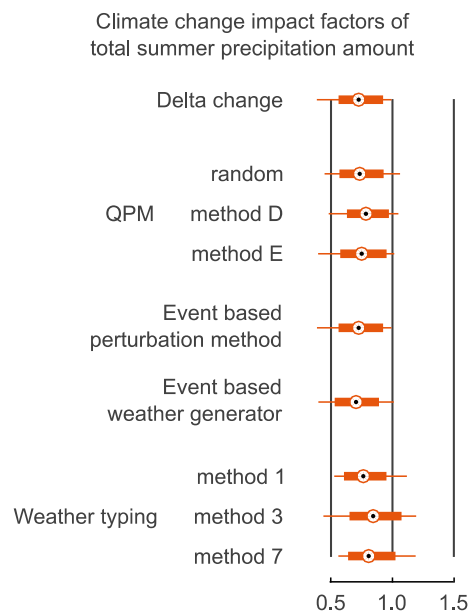 Climate change impact factors of
total summer precipitation amount
Delta change
random
QPM method D
method E
Event based
perturbation method
Event based
weather generator
method 1
Weather typing method 3
method 7
0.5 1.0 1.5